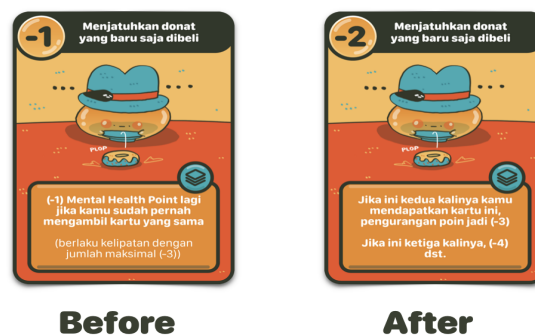 -1
Menjatuhkan donat
yang baru saja dibeli
PLOP
(-1) Mental Health Point lagi
jika kamu sudah pernah
mengambil kartu yang sama
(berlaku kelipatan dengan
jumlah maksimal (-3))
Before
-2
Menjatuhkan donat
yang baru saja dibeli
PLOP
Jika ini kedua kalinya kamu
mendapatkan kartu ini,
pengurangan poin jadi (-3)
Jika ini ketiga kalinya, (-4)
dst.
After